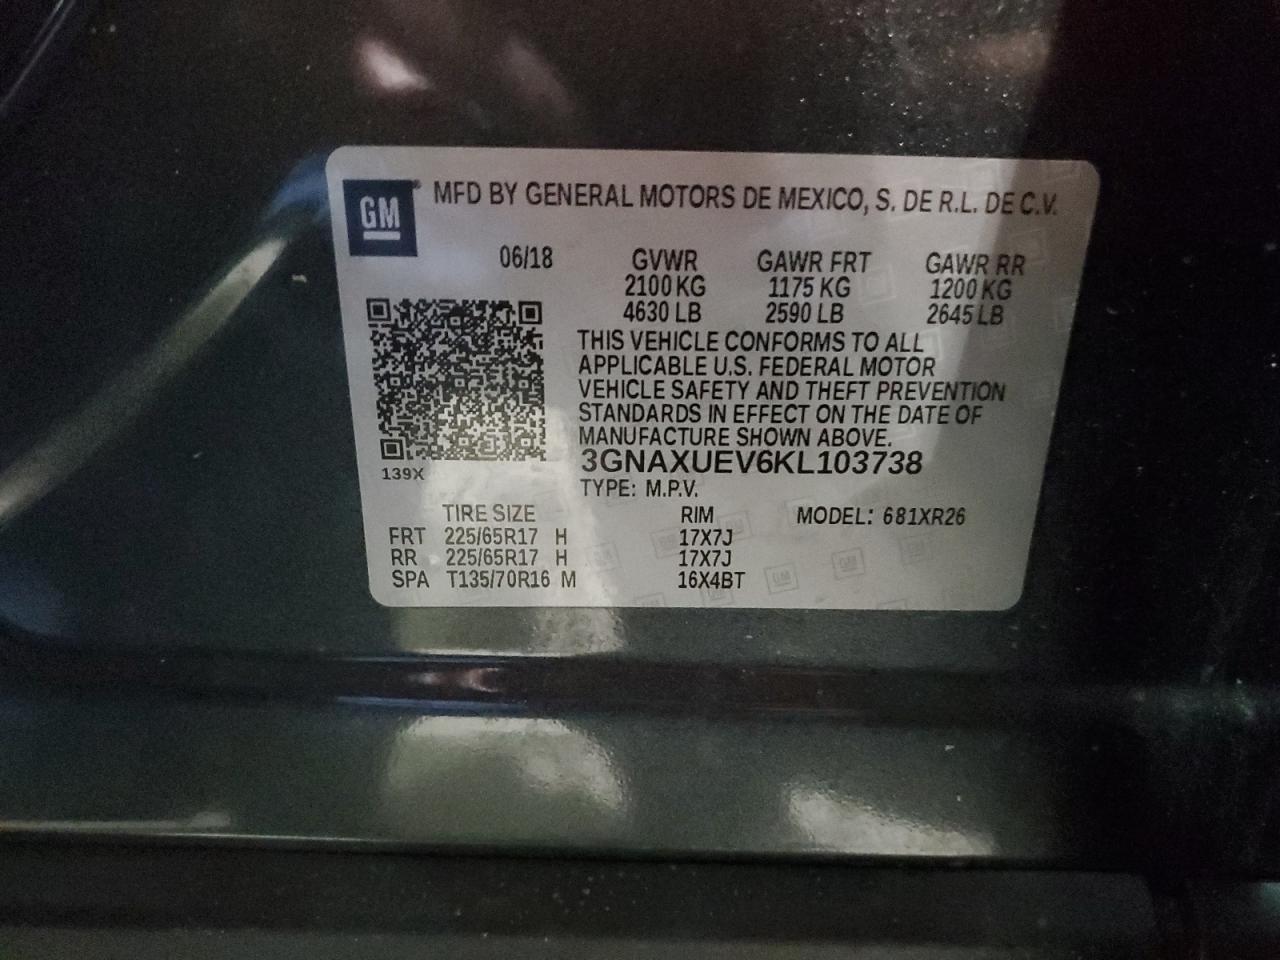 GM® MFD BY GENERAL MOTORS DE MEXICO, S. DE R.L. DE C.V.
06/18 GVWR GAWR FRT GAWR RR
2100 KG 1175 KG 1200 KG
4630 LB 2590 LB 2645 LB
THIS VEHICLE CONFORMS TO ALL
APPLICABLE U.S. FEDERAL MOTOR
VEHICLE SAFETY AND THEFT PREVENTION
STANDARDS IN EFFECT ON THE DATE OF
MANUFACTURE SHOWN ABOVE.
3GNAXUEV6KL103738
139X
TYPE: M.P.V.
TIRE SIZE RIM MODEL: 681XR26
FRT 225/65R17 H 17X7J
RR 225/65R17 H 17X7J
SPA T135/70R16 M 16X4BT